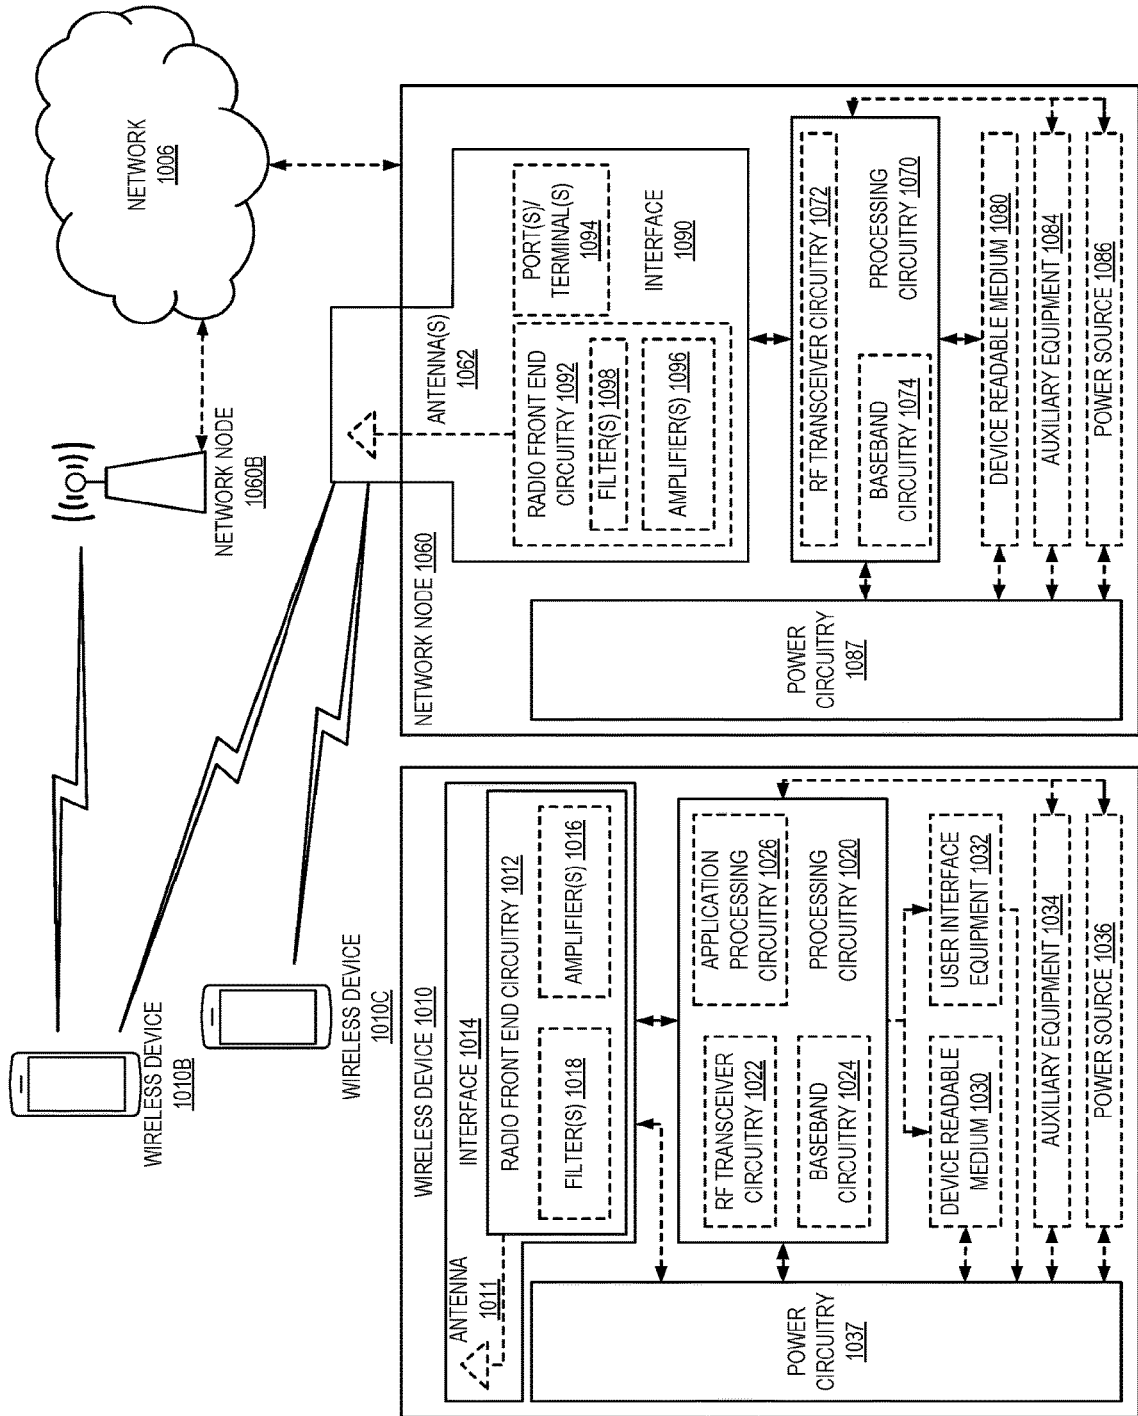 NETWORK
1006
NETWORK NODE
1060B
WIRELESS DEVICE
1010B
WIRELESS DEVICE
1010C
WIRELESS DEVICE 1010
ANTENNA
1011
INTERFACE 1014
RADIO FRONT END CIRCUITRY 1012
FILTER(S) 1018
AMPLIFIER(S) 1016
POWER
CIRCUITRY
1037
RF TRANSCEIVER
CIRCUITRY 1022
BASEBAND
CIRCUITRY 1024
APPLICATION
PROCESSING
CIRCUITRY 1026
PROCESSING
CIRCUITRY 1020
DEVICE READABLE
MEDIUM 1030
USER INTERFACE
EQUIPMENT 1032
AUXILIARY EQUIPMENT 1034
POWER SOURCE 1036
NETWORK NODE 1060
ANTENNA(S)
1062
RADIO FRONT END
CIRCUITRY 1092
FILTER(S) 1098
AMPLIFIER(S) 1096
PORT(S)/
TERMINAL(S)
1094
INTERFACE
1090
POWER
CIRCUITRY
1087
RF TRANSCEIVER CIRCUITRY 1072
BASEBAND
CIRCUITRY 1074
PROCESSING
CIRCUITRY 1070
DEVICE READABLE MEDIUM 1080
AUXILIARY EQUIPMENT 1084
POWER SOURCE 1086